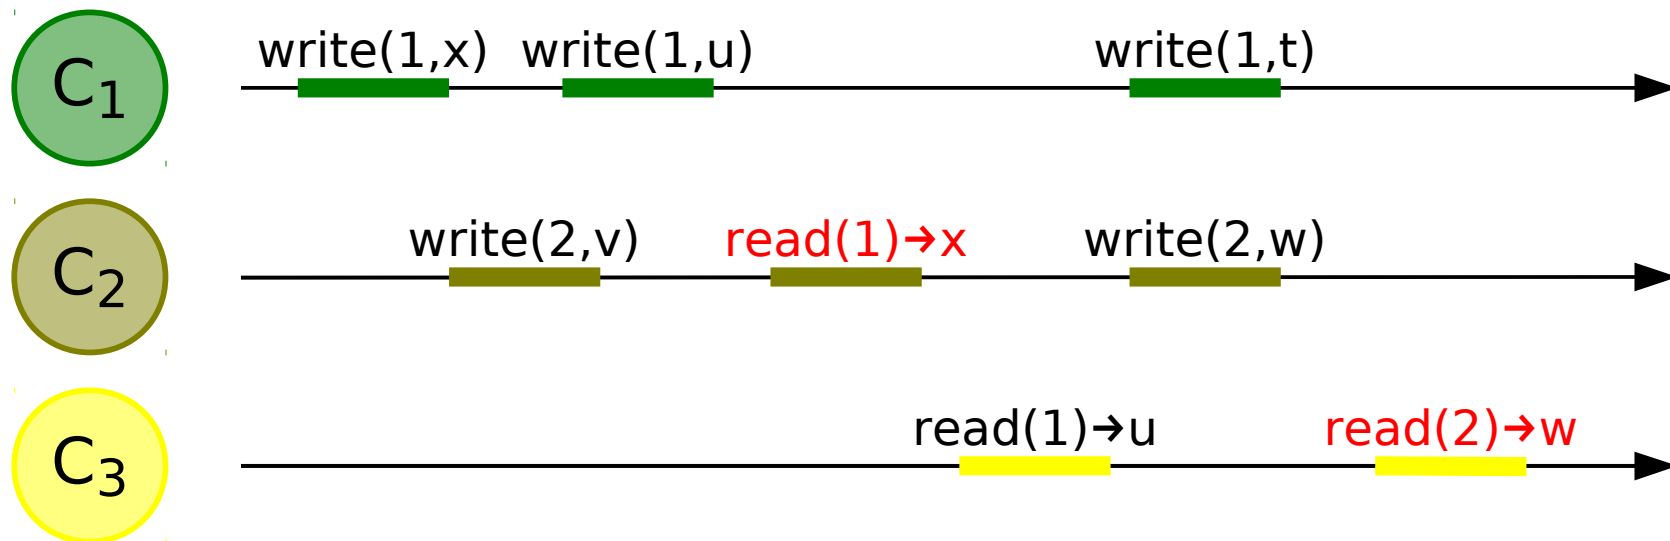 C1 write(1,x) write(1,u) write(1,t)
C2 write(2,v) read(1)→x write(2,w)
C3 read(1)→u read(2)→w